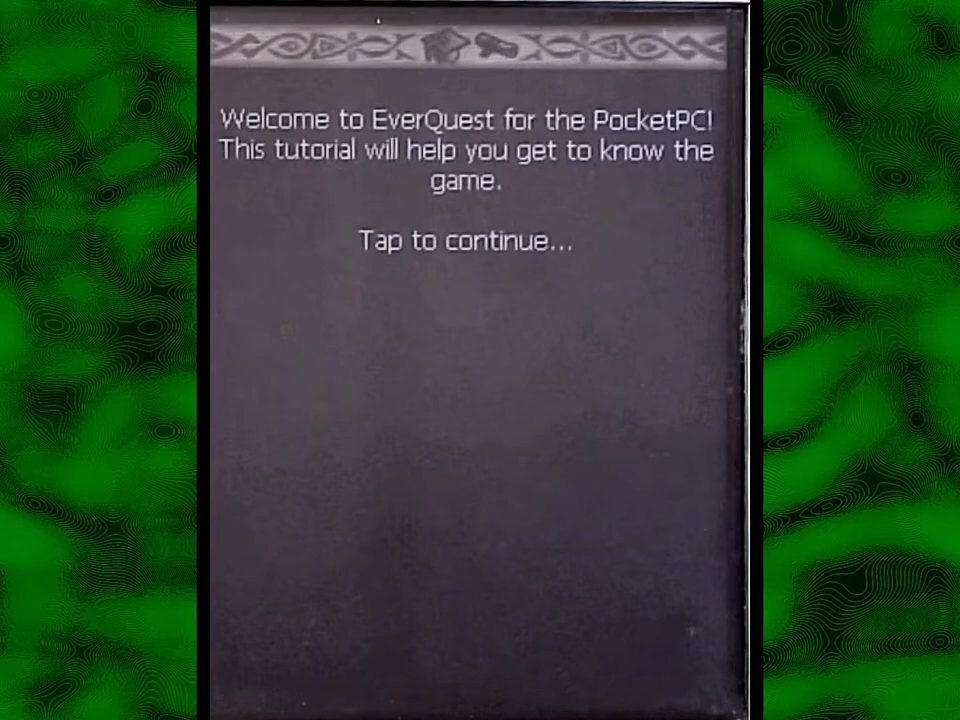 Welcome to EverQuest for the PocketPC!
This tutorial will help you get to know the
game.
Tap to continue...